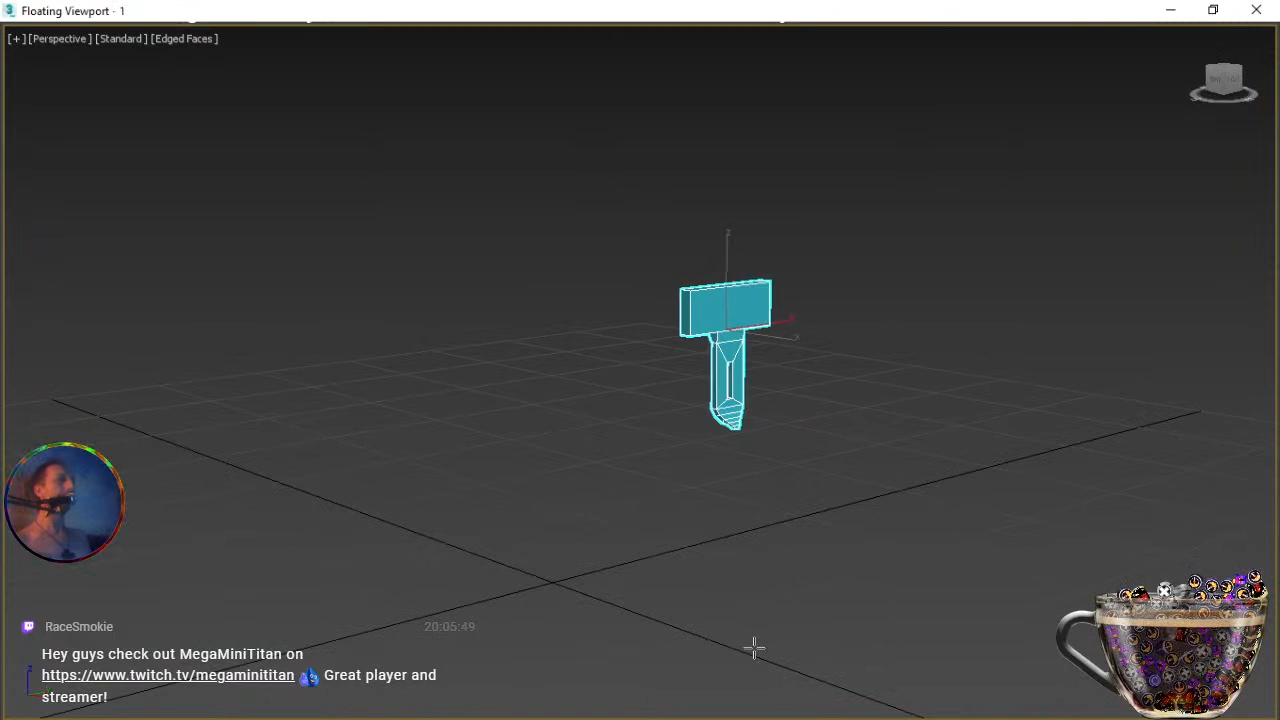 Floating Viewport - 1
[+] [Perspective] [Standard] [Edged Faces]
z
x
RaceSmokie
20:05:49
Hey guys check out MegaMiniTitan on
https://www.twitch.tv/megaminititan Great player and
streamer!
z